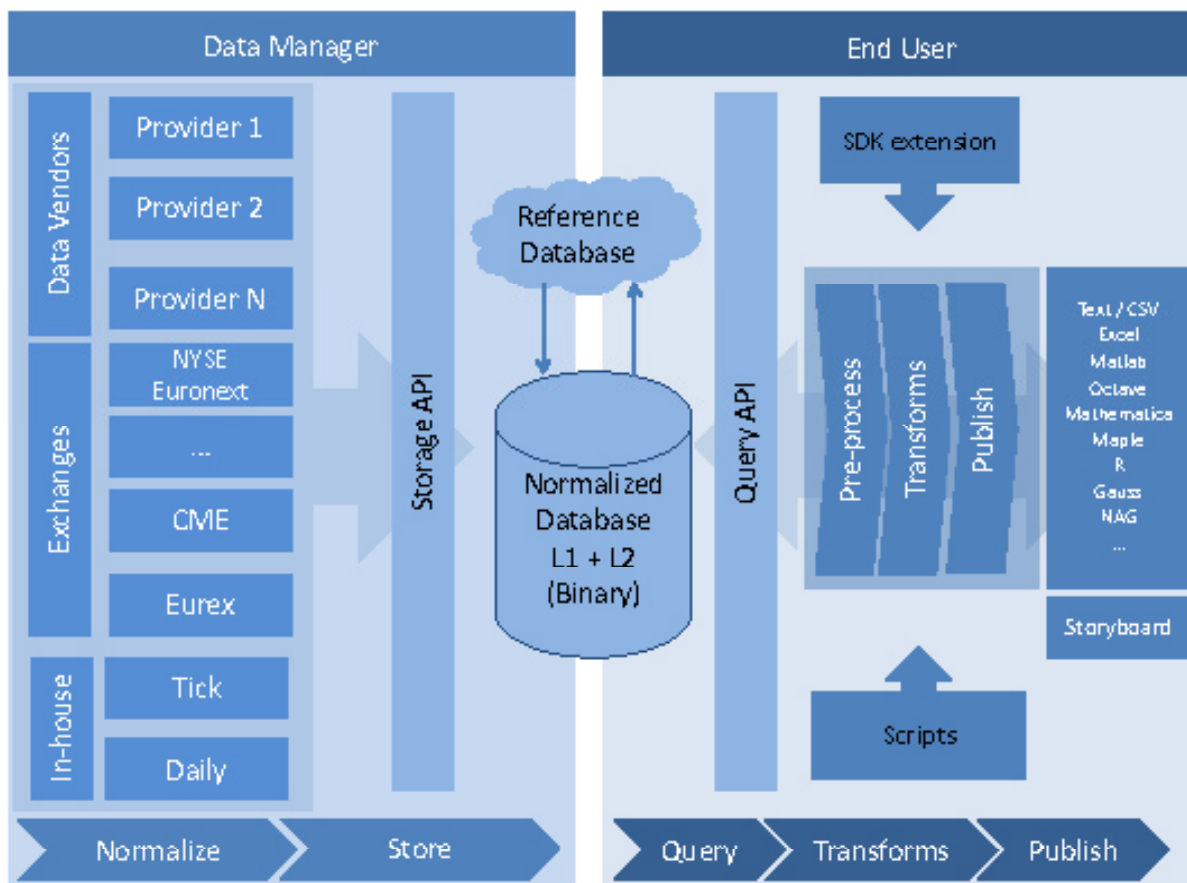 Data Manager
End User
Data Vendors
Provider 1
Provider 2
Provider N
Exchanges
NYSE
Euronext
...
CME
Eurex
In-house
Tick
Daily
Storage API
Reference
Database
Normalized
Database
L1 + L2
(Binary)
Query API
SDK extension
Pre-process
Transforms
Publish
Text / CSV
Excel
Matlab
Octave
Mathematica
Maple
R
Gauss
NAG
...
Storyboard
Scripts
Normalize
Store
Query
Transforms
Publish